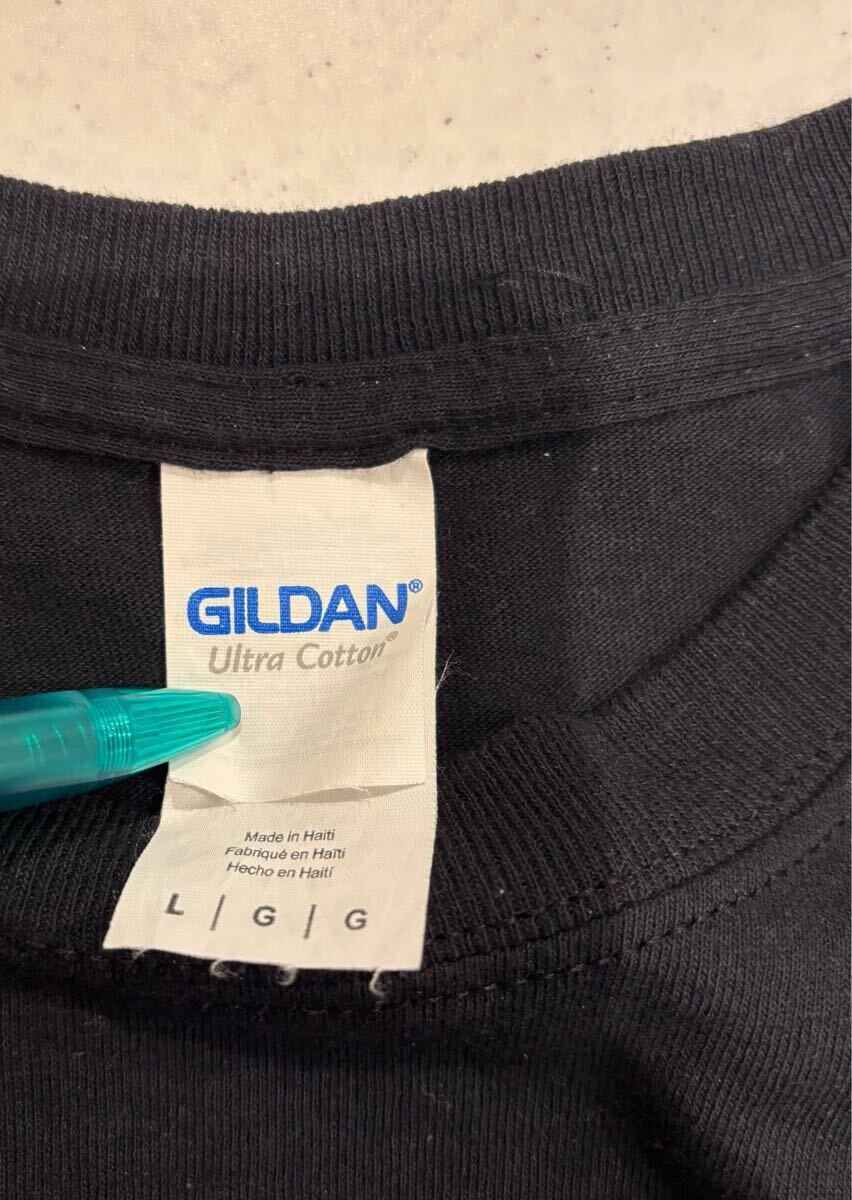 GILDAN®
Ultra Cotton®
Made in Haiti
Fabriqué en Haïti
Hecho en Haití
L | G | G